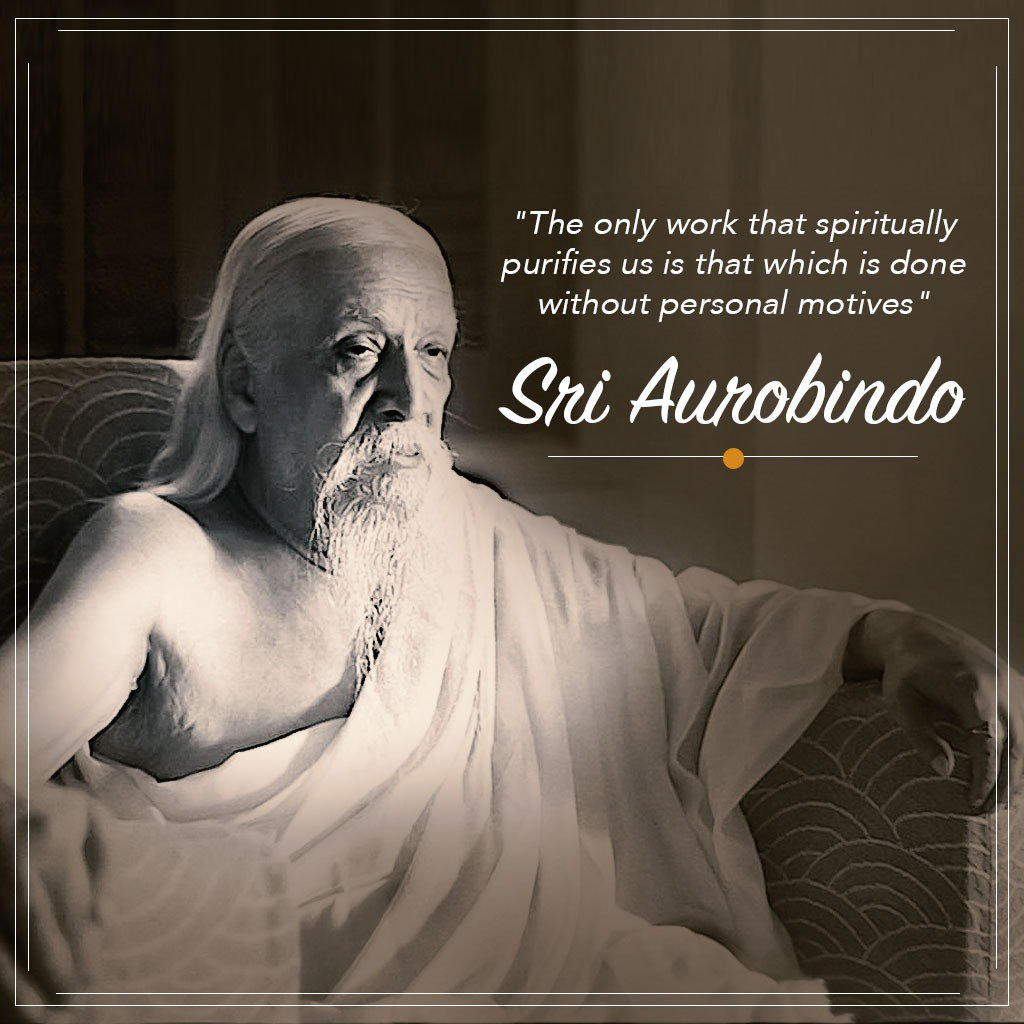 "The only work that spiritually
purifies us is that which is done
without personal motives"
Sri Aurobindo